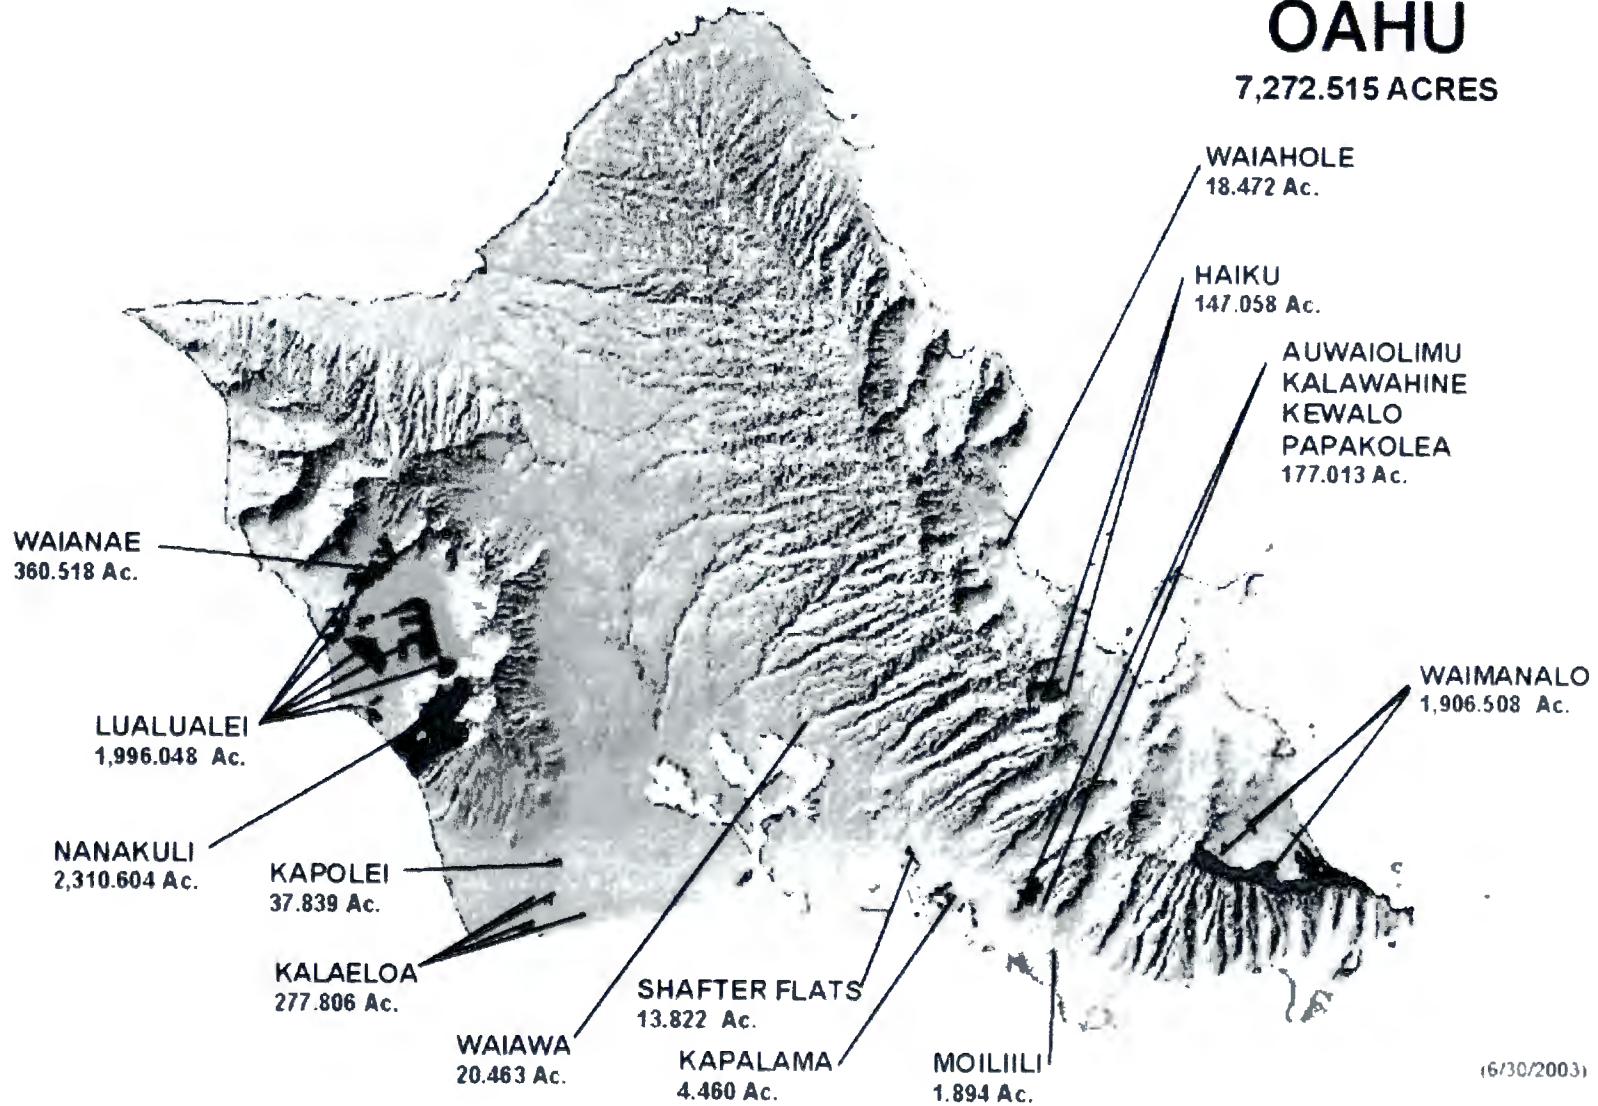 OAHU
7,272.515 ACRES
WAIAHOLE
18.472 Ac.
HAIKU
147.058 Ac.
AUWAIOLIMU
KALAWAHINE
KEWALO
PAPAKOLEA
177.013 Ac.
WAIANAE
360.518 Ac.
WAIMANALO
1,906.508 Ac.
LUALUALEI
1,996.048 Ac.
NANAKULI
2,310.604 Ac.
KAPOLEI
37.839 Ac.
KALAELOA
277.806 Ac.
SHAFTER FLATS
13.822 Ac.
WAIAWA
20.463 Ac.
KAPALAMA
4.460 Ac.
MOILIILI
1.894 Ac.
(6/30/2003)